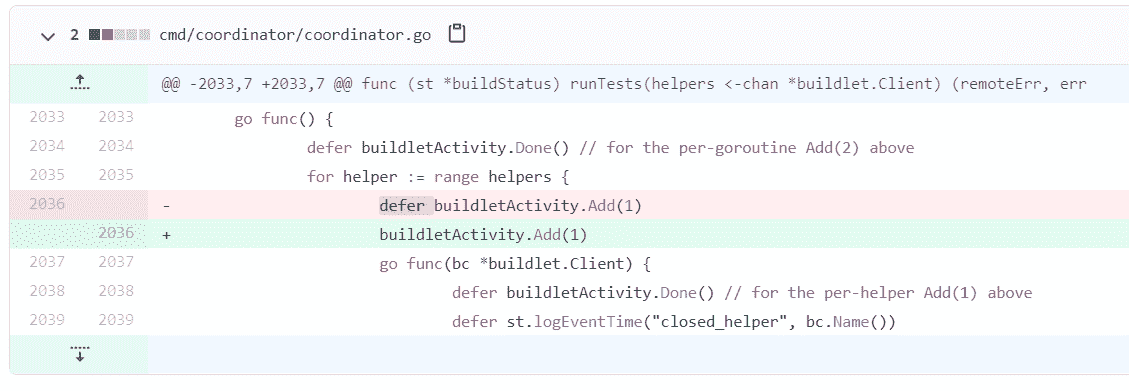 2 cmd/coordinator/coordinator.go
@@ -2033,7 +2033,7 @@ func (st *buildStatus) runTests(helpers <-chan *buildlet.Client) (remoteErr, err
2033 2033 go func() {
2034 2034 defer buildletActivity.Done() // for the per-goroutine Add(2) above
2035 2035 for helper := range helpers {
2036 - defer buildletActivity.Add(1)
2036 + buildletActivity.Add(1)
2037 2037 go func(bc *buildlet.Client) {
2038 2038 defer buildletActivity.Done() // for the per-helper Add(1) above
2039 2039 defer st.logEventTime("closed_helper", bc.Name())